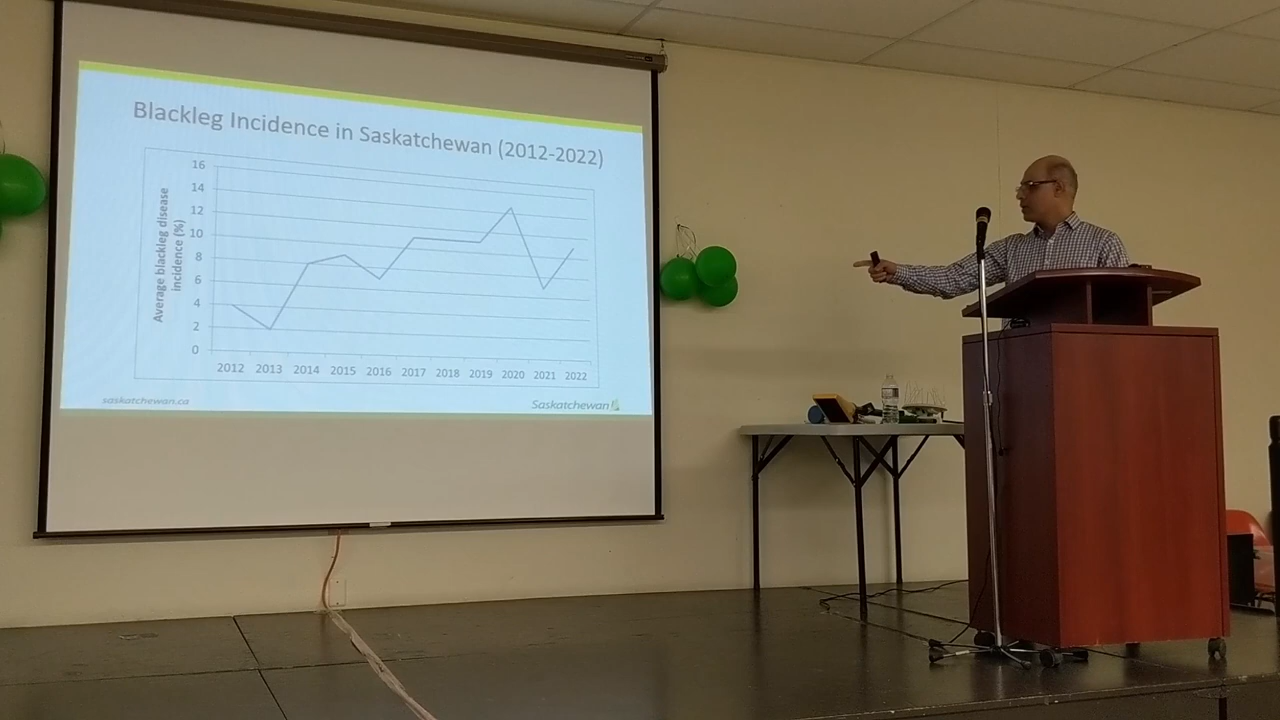 Blackleg Incidence in Saskatchewan (2012-2022)
Average blackleg disease
incidence (%)
16
14
12
10
8
6
4
2
0
2012 2013 2014 2015 2016 2017 2018 2019 2020 2021 2022
saskatchewan.ca
Saskatchewan